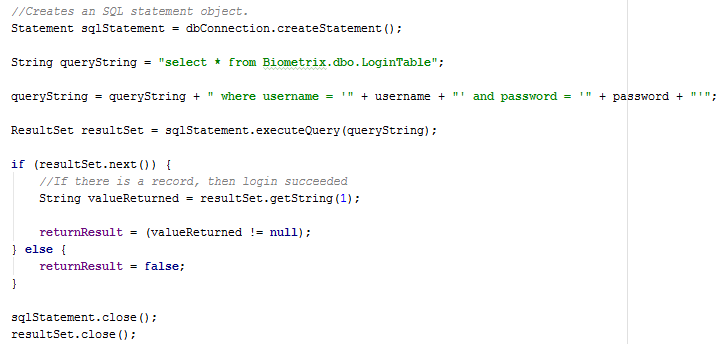 //Creates an SQL statement object.
Statement sqlStatement = dbConnection.createStatement();
String queryString = "select * from Biometrix.dbo.LoginTable";
queryString = queryString + " where username = '" + username + "' and password = '" + password + "'";
ResultSet resultSet = sqlStatement.executeQuery(queryString);
if (resultSet.next()) {
//If there is a record, then login succeeded
String valueReturned = resultSet.getString(1);
returnResult = (valueReturned != null);
} else {
returnResult = false;
}
sqlStatement.close();
resultSet.close();